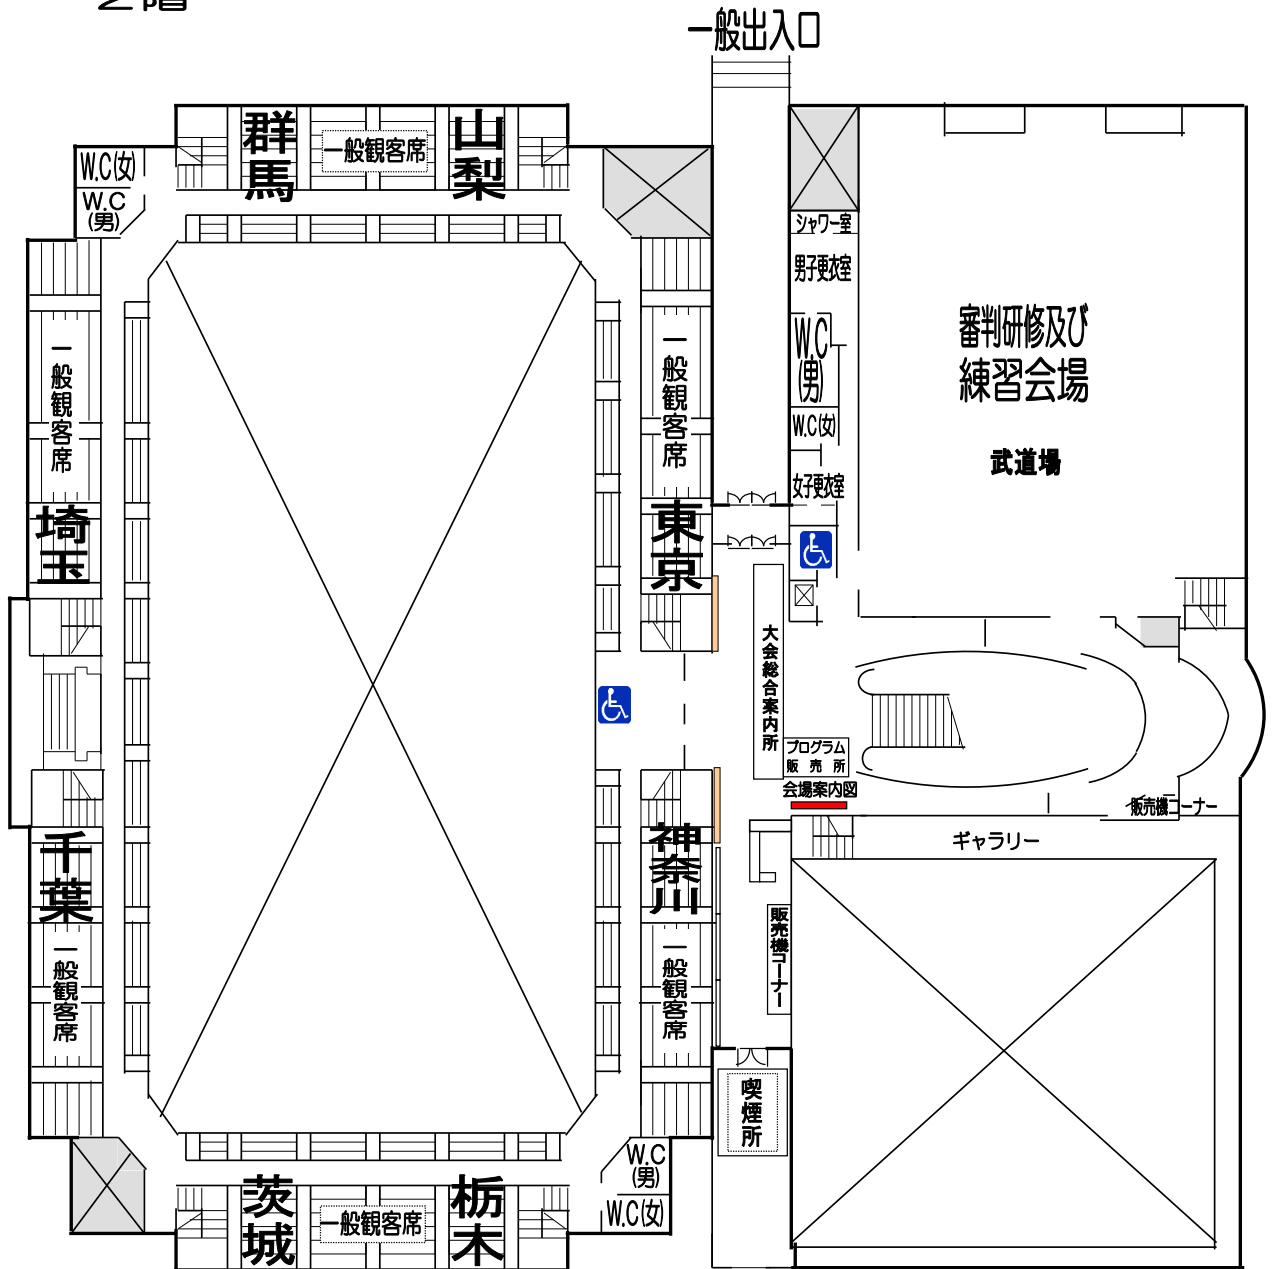 一般出入口
群馬
一般観客席
山梨
W.C(女)
W.C
(男)
シャワー室
男子更衣室
W.C
(男)
W.C(女)
女子更衣室
審判研修及び
練習会場
武道場
一般観客席
一般観客席
埼玉
東京
大会総合案内所
プログラム
販売所
会場案内図
販売機コーナー
ギャラリー
千葉
神奈川
一般観客席
一般観客席
販売機コーナー
喫煙所
W.C
(男)
W.C(女)
茨城
一般観客席
栃木